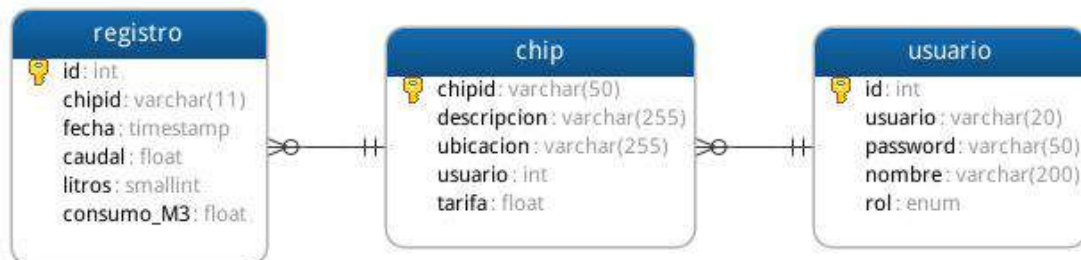 registro
id: int
chipid: varchar(11)
fecha: timestamp
caudal: float
litros: smallint
consumo_M3: float
chip
chipid: varchar(50)
descripcion: varchar(255)
ubicacion: varchar(255)
usuario: int
tarifa: float
usuario
id: int
usuario: varchar(20)
password: varchar(50)
nombre: varchar(200)
rol: enum